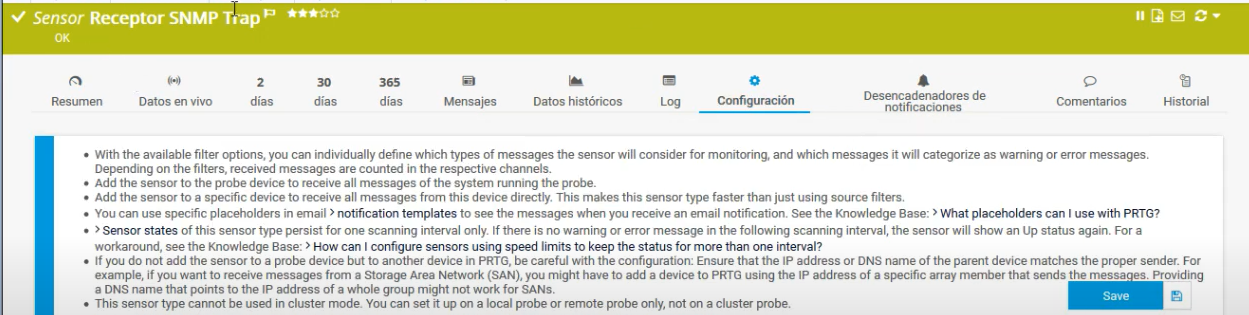 Sensor Receptor SNMP Trap
OK
Resumen
Datos en vivo
2 días
30 días
365 días
Mensajes
Datos históricos
Log
Configuración
Desencadenadores de
notificaciones
Comentarios
Historial
With the available filter options, you can individually define which types of messages the sensor will consider for monitoring, and which messages it will categorize as warning or error messages.
Depending on the filters, received messages are counted in the respective channels.
Add the sensor to the probe device to receive all messages of the system running the probe.
Add the sensor to a specific device to receive all messages from this device directly. This makes this sensor type faster than just using source filters.
You can use specific placeholders in email > notification templates to see the messages when you receive an email notification. See the Knowledge Base: > What placeholders can I use with PRTG?
> Sensor states of this sensor type persist for one scanning interval only. If there is no warning or error message in the following scanning interval, the sensor will show an Up status again. For a
workaround, see the Knowledge Base: > How can I configure sensors using speed limits to keep the status for more than one interval?
If you do not add the sensor to a probe device but to another device in PRTG, be careful with the configuration: Ensure that the IP address or DNS name of the parent device matches the proper sender. For
example, if you want to receive messages from a Storage Area Network (SAN), you might have to add a device to PRTG using the IP address of a specific array member that sends the messages. Providing
a DNS name that points to the IP address of a whole group might not work for SANs.
This sensor type cannot be used in cluster mode. You can set it up on a local probe or remote probe only, not on a cluster probe.
Save